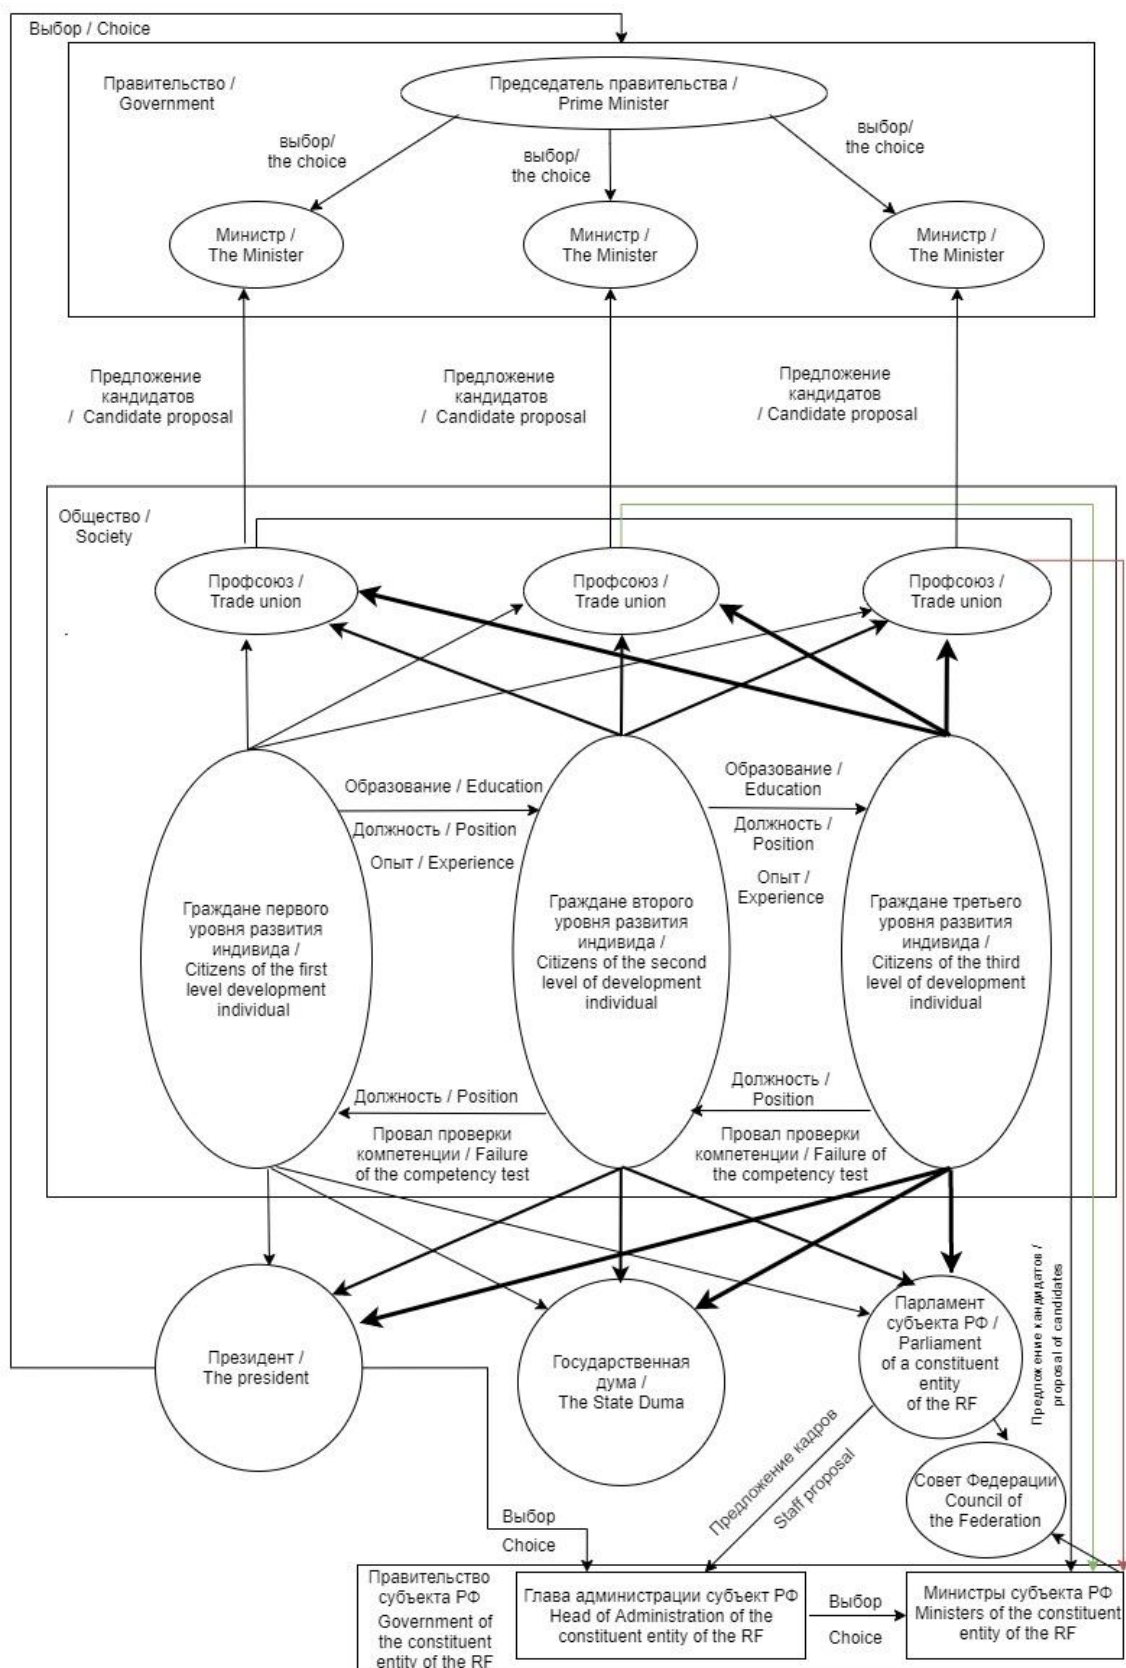 Выбор / Choice
Правительство /
Government
Председатель правительства /
Prime Minister
выбор/
the choice
выбор/
the choice
выбор/
the choice
Министр /
The Minister
Министр /
The Minister
Министр /
The Minister
Предложение
кандидатов
/ Candidate proposal
Предложение
кандидатов
/ Candidate proposal
Предложение
кандидатов
/ Candidate proposal
Общество /
Society
Профсоюз /
Trade union
Профсоюз /
Trade union
Профсоюз /
Trade union
Образование / Education
Должность / Position
Опыт / Experience
Образование /
Education
Должность /
Position
Опыт /
Experience
Граждане первого
уровня развития
индивида /
Citizens of the first
level development
individual
Граждане второго
уровня развития
индивида /
Citizens of the second
level of development
individual
Граждане третьего
уровня развития
индивида /
Citizens of the third
level of development
individual
Должность / Position
Провал проверки
компетенции / Failure
of the competency test
Должность /
Position
Провал проверки
компетенции / Failure of
the competency test
Президент /
The president
Государственная
дума /
The State Duma
Парламент
субъекта РФ /
Parliament
of a constituent
entity
of the RF
Предложение кандидатов /
proposal of candidates
Предложение кадров
Staff proposal
Совет Федерации
Council of
the Federation
Выбор
Choice
Правительство
субъекта РФ
Government of
the constituent
entity of the RF
Глава администрации субъект РФ
Head of Administration of the
constituent entity of the RF
Выбор
Choice
Министры субъекта РФ
Ministers of the constituent
entity of the RF